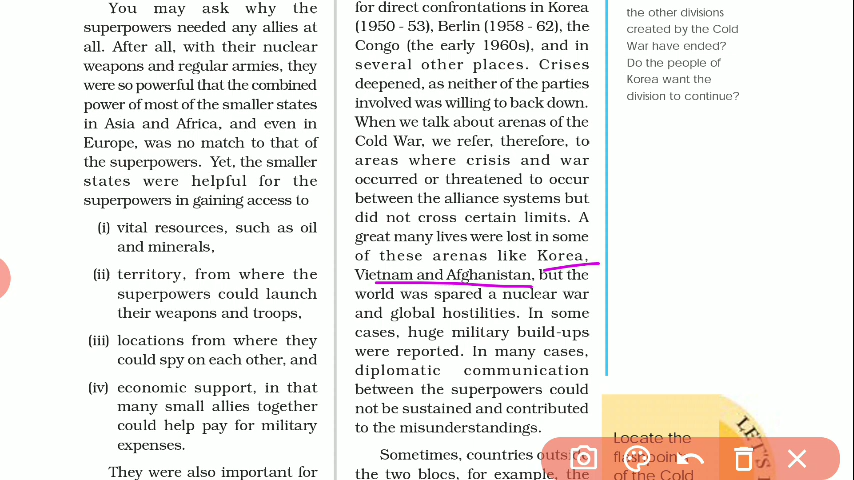 You may ask why the
superpowers needed any allies at
all. After all, with their nuclear
weapons and regular armies, they
were so powerful that the combined
power of most of the smaller states
in Asia and Africa, and even in
Europe, was no match to that of
the superpowers. Yet, the smaller
states were helpful for the
superpowers in gaining access to
(i) vital resources, such as oil
and minerals,
(ii) territory, from where the
superpowers could launch
their weapons and troops,
(iii) locations from where they
could spy on each other, and
(iv) economic support, in that
many small allies together
could help pay for military
expenses.
They were also important for
for direct confrontations in Korea
(1950 - 53), Berlin (1958 - 62), the
Congo (the early 1960s), and in
several other places. Crises
deepened, as neither of the parties
involved was willing to back down.
When we talk about arenas of the
Cold War, we refer, therefore, to
areas where crisis and war
occurred or threatened to occur
between the alliance systems but
did not cross certain limits. A
great many lives were lost in some
of these arenas like Korea,
Vietnam and Afghanistan, but the
world was spared a nuclear war
and global hostilities. In some
cases, huge military build-ups
were reported. In many cases,
diplomatic communication
between the superpowers could
not be sustained and contributed
to the misunderstandings.
Sometimes, countries outside
the two blocs, for example, the
the other divisions
created by the Cold
War have ended?
Do the people of
Korea want the
division to continue?
LET'S
Locate the
flashpoints
of the Cold